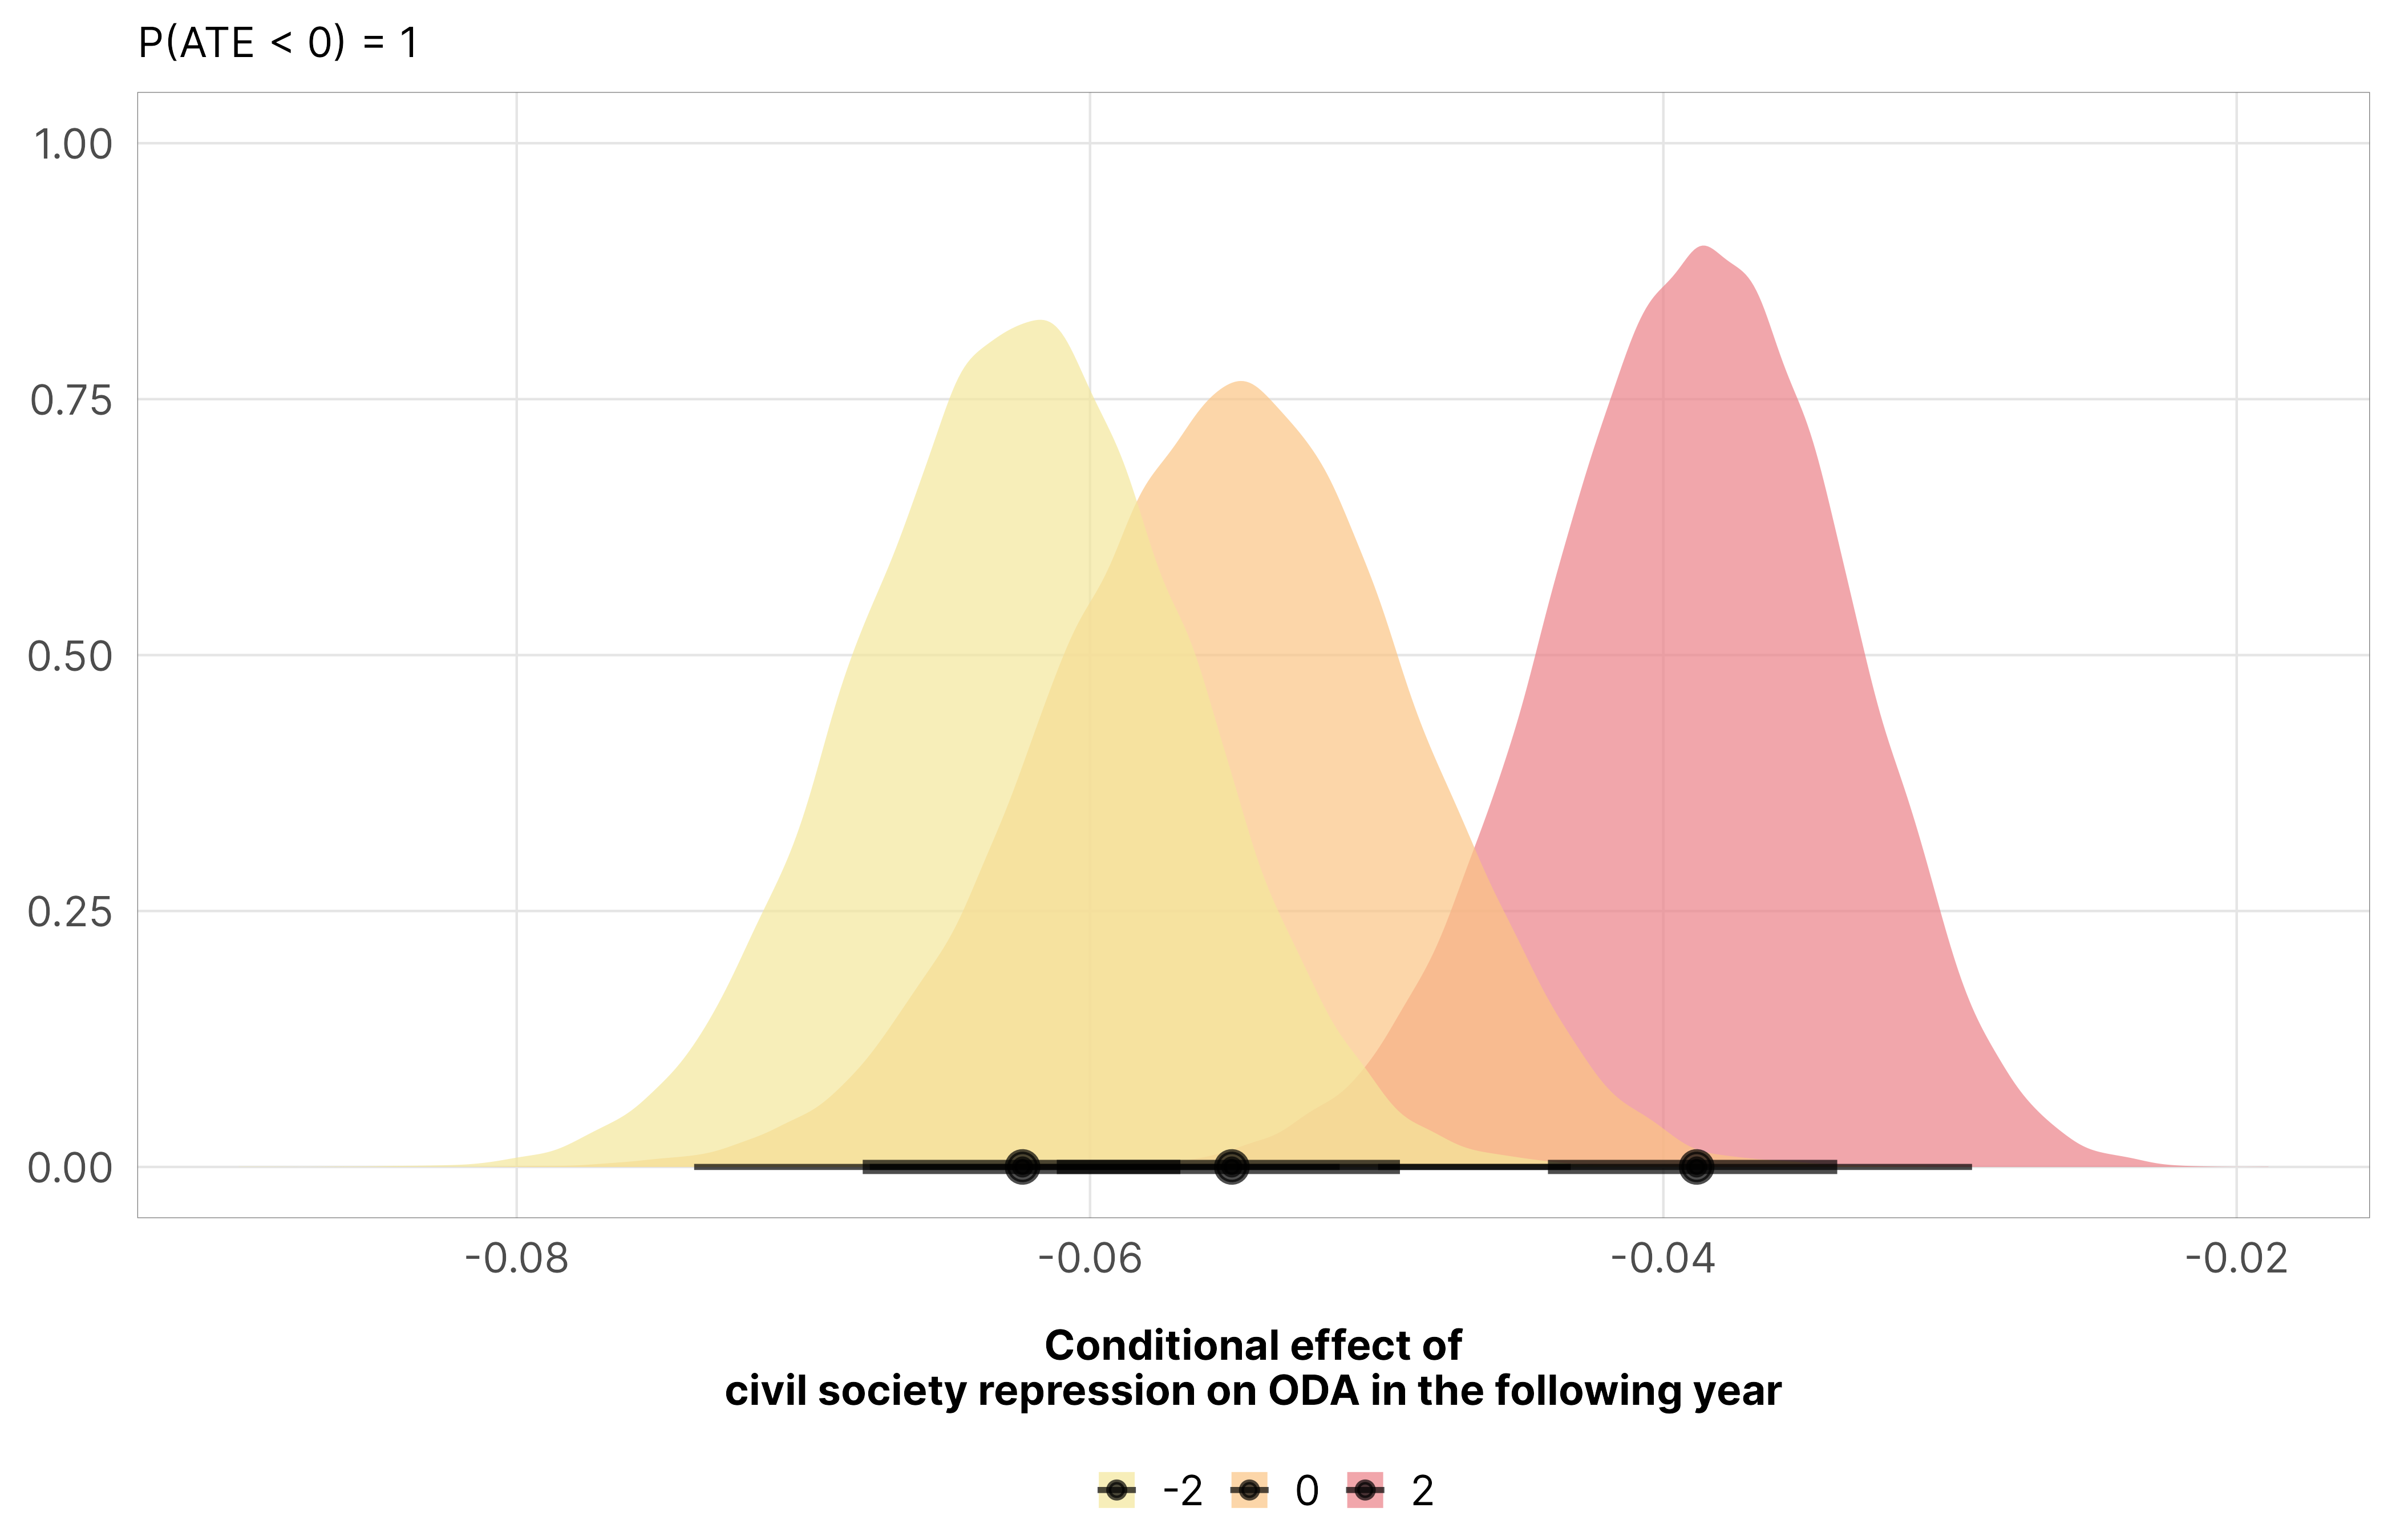 P(ATE < 0) = 1
1.00
0.75
0.50
0.25
0.00
-0.08 -0.06 -0.04 -0.02
Conditional effect of
civil society repression on ODA in the following year
-2 0 2